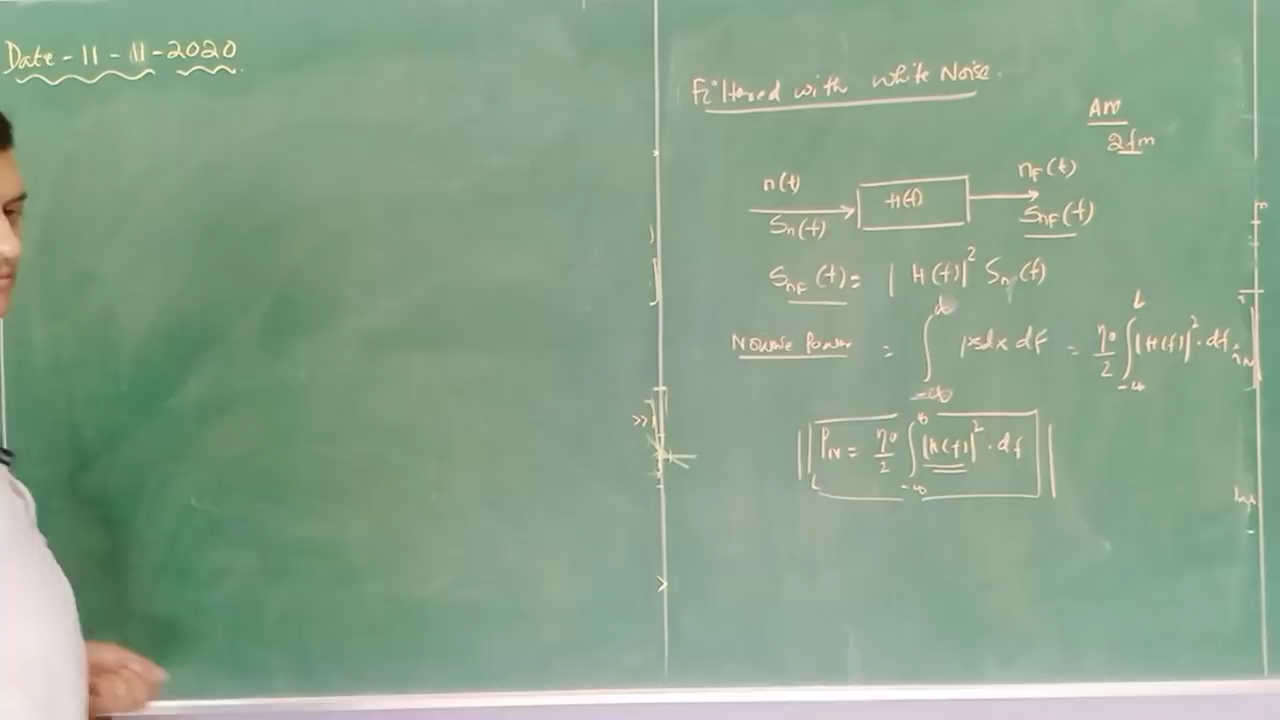 Date - 11 - 11 - 2020
Filtered with white Noise.
AM
2fm
n(t)
Sn(f)
H(f)
nF(t)
SnF(f)
SnF(f) = |H(f)|² Sn(f)
Noise Power = ∫_{-∞}^{∞} psdx df = η0/2 ∫_{-∞}^{∞} |H(f)|² · df
PN = η0/2 ∫_{-∞}^{∞} |H(f)|² · df